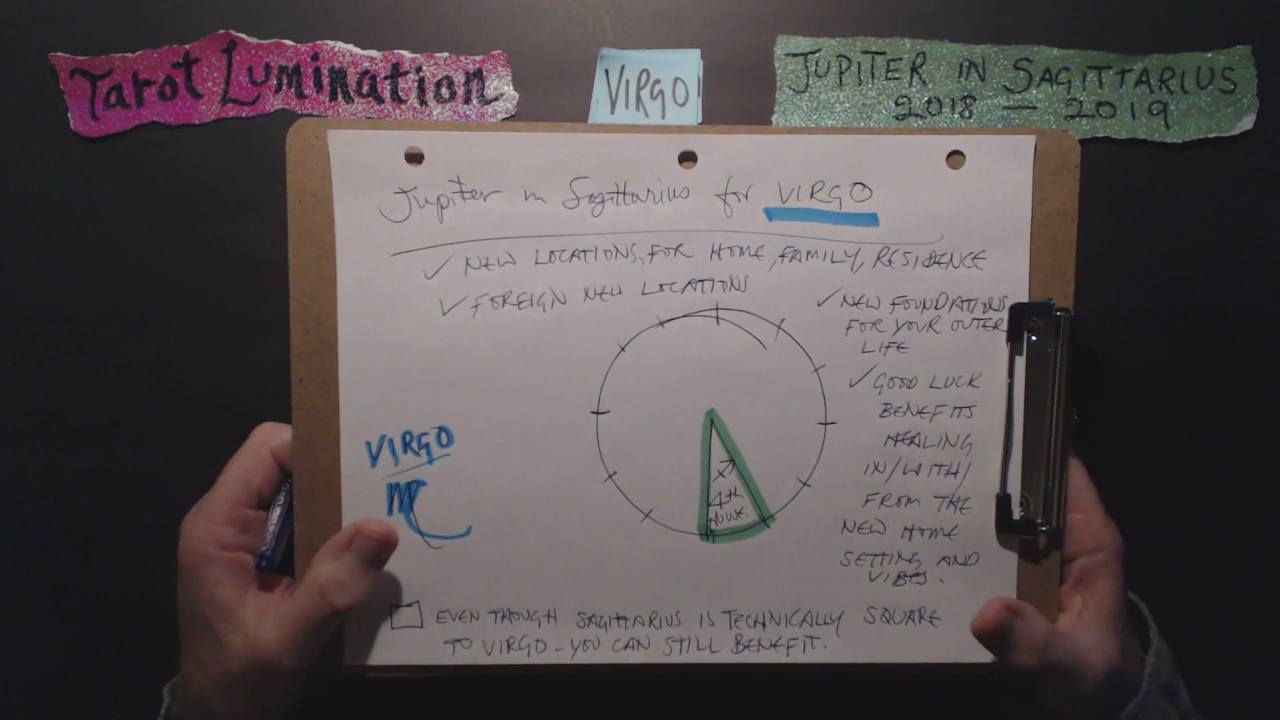 Tarot Lumination
VIRGO
JUPITER IN SAGITTARIUS
2018 — 2019
Jupiter in Sagittarius for VIRGO
✓ NEW LOCATIONS, FOR HOME, FAMILY, RESIDENCE
✓ FOREIGN NEW LOCATIONS
✓ NEW FOUNDATIONS
FOR YOUR OUTER
LIFE
✓ GOOD LUCK
BENEFITS
HEALING
IN/WITH/
FROM THE
NEW HOME
SETTING AND
VIBES.
VIRGO
♍
♐
4th
HOUSE
EVEN THOUGH SAGITTARIUS IS TECHNICALLY SQUARE
TO VIRGO - YOU CAN STILL BENEFIT.